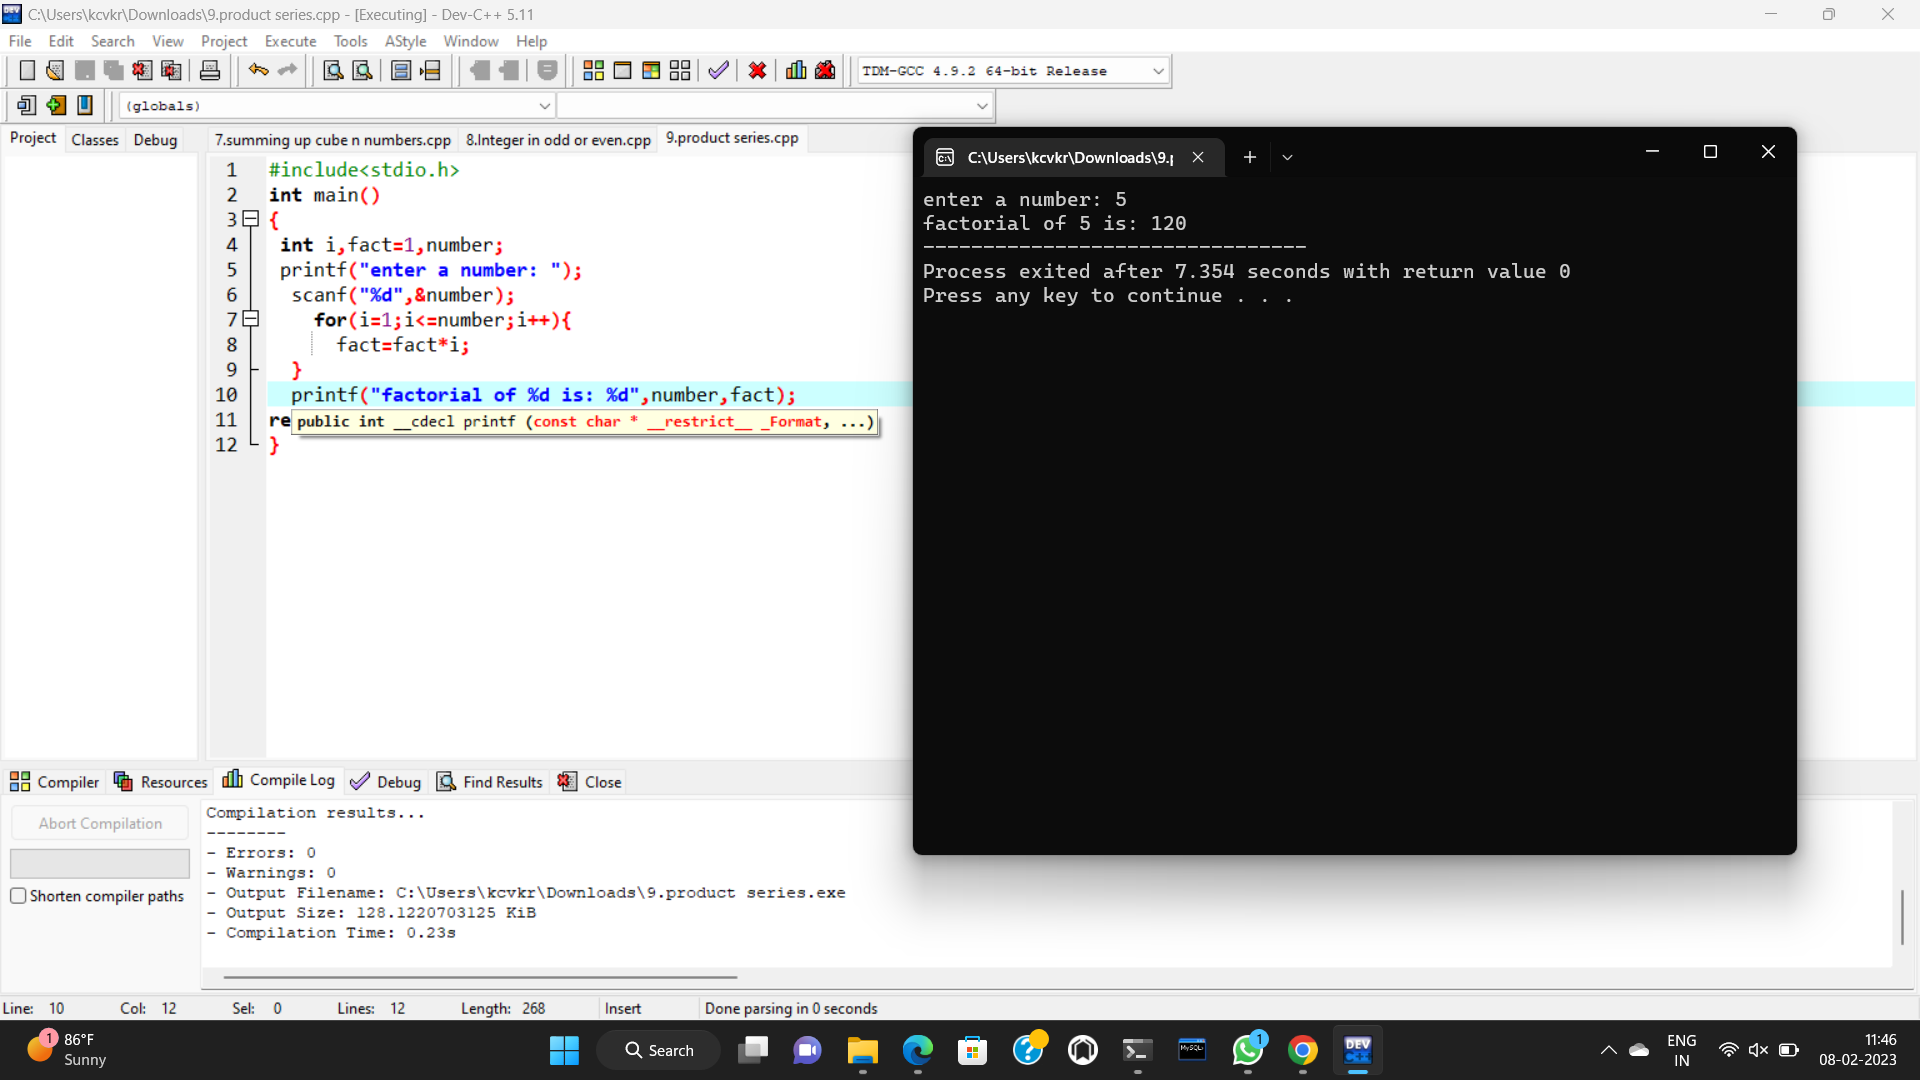 C:\Users\kcvkr\Downloads\9.product series.cpp - [Executing] - Dev-C++ 5.11
File Edit Search View Project Execute Tools AStyle Window Help
TDM-GCC 4.9.2 64-bit Release
(globals)
Project Classes Debug
7.summing up cube n numbers.cpp 8.Integer in odd or even.cpp 9.product series.cpp
1 #include<stdio.h>
2 int main()
3 {
4 int i,fact=1,number;
5 printf("enter a number: ");
6 scanf("%d",&number);
7 for(i=1;i<=number;i++){
8 fact=fact*i;
9 }
10 printf("factorial of %d is: %d",number,fact);
11 re
public int __cdecl printf (const char * __restrict__ _Format, ...)
12 }
C:\Users\kcvkr\Downloads\9.p
enter a number: 5
factorial of 5 is: 120
--------------------------------
Process exited after 7.354 seconds with return value 0
Press any key to continue . . .
Compiler Resources Compile Log Debug Find Results Close
Abort Compilation
Shorten compiler paths
Compilation results...
--------
- Errors: 0
- Warnings: 0
- Output Filename: C:\Users\kcvkr\Downloads\9.product series.exe
- Output Size: 128.1220703125 KiB
- Compilation Time: 0.23s
Line: 10 Col: 12 Sel: 0 Lines: 12 Length: 268 Insert Done parsing in 0 seconds
1
86°F
Sunny
Search
MySQL
1
DEV
C++
ENG
IN
11:46
08-02-2023